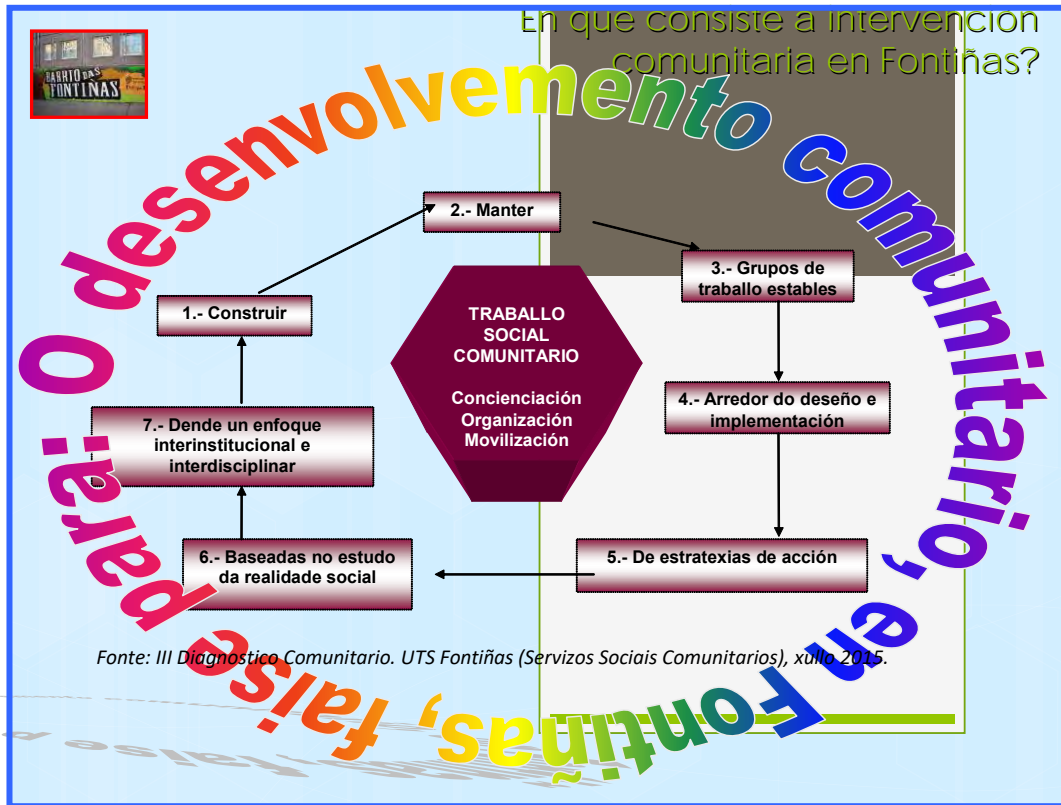 En que consiste a intervención
comunitaria en Fontiñas?
BARRIO DAS
FONTIÑAS
O desenvolvemento comunitario, en Fontiñas, faise para:
1.- Construir
2.- Manter
3.- Grupos de
traballo estables
4.- Arredor do deseño e
implementación
5.- De estratexias de acción
6.- Baseadas no estudo
da realidade social
7.- Dende un enfoque
interinstitucional e
interdisciplinar
TRABALLO
SOCIAL
COMUNITARIO
Concienciación
Organización
Movilización
Fonte: III Diagnostico Comunitario. UTS Fontiñas (Servizos Sociais Comunitarios), xullo 2015.